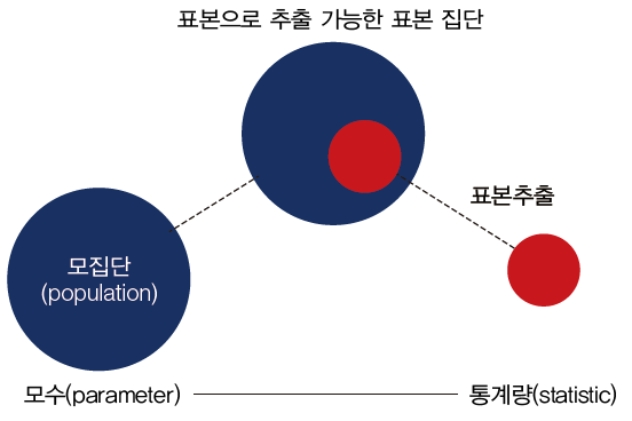 표본으로 추출 가능한 표본 집단
표본추출
모집단
(population)
모수(parameter)
통계량(statistic)